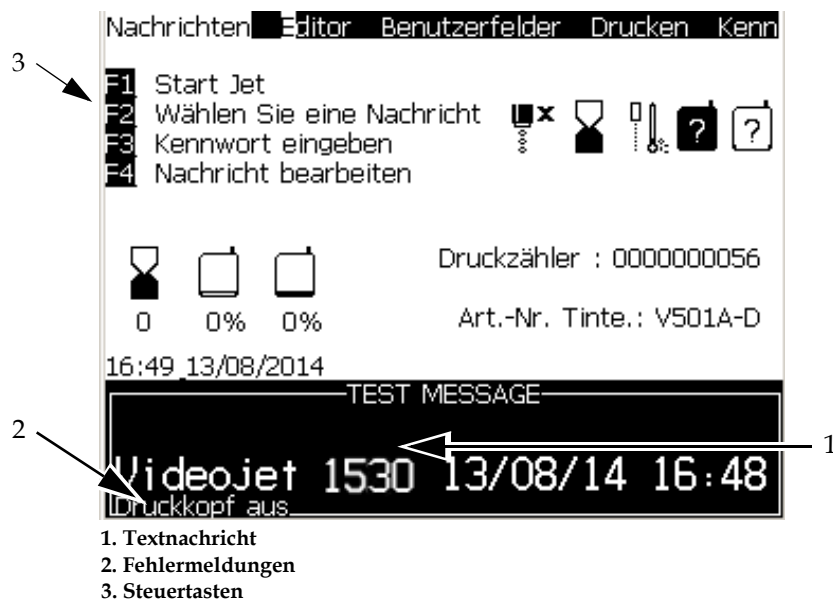 Nachrichten Editor Benutzerfelder Drucken Kenn
3
F1 Start Jet
F2 Wählen Sie eine Nachricht
F3 Kennwort eingeben
F4 Nachricht bearbeiten
? ?
Druckzähler : 0000000056
0 0% 0% Art.-Nr. Tinte.: V501A-D
16:49 13/08/2014
TEST MESSAGE
2
1
Videojet 1530 13/08/14 16:48
Druckkopf aus
1. Textnachricht
2. Fehlermeldungen
3. Steuertasten